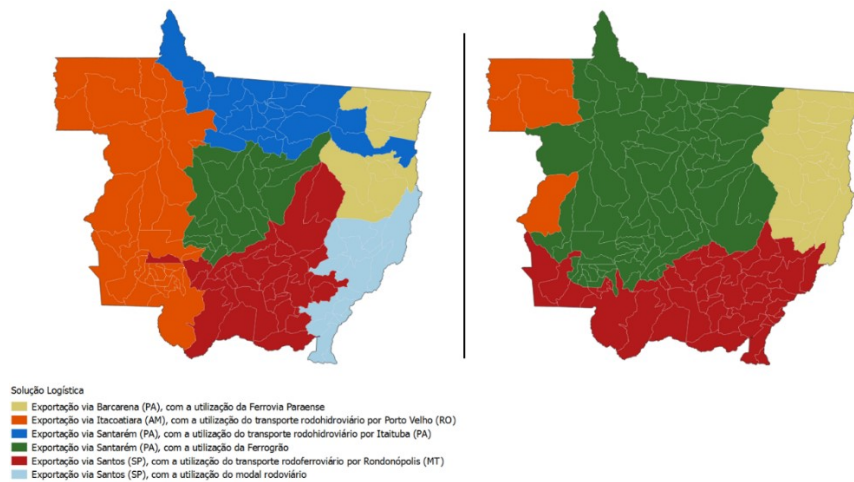 Solução Logística
Exportação via Barcarena (PA), com a utilização da Ferrovia Paraense
Exportação via Itacoatiara (AM), com a utilização do transporte rodohidroviário por Porto Velho (RO)
Exportação via Santarém (PA), com a utilização do transporte rodohidroviário por Itaituba (PA)
Exportação via Santarém (PA), com a utilização da Ferrogrão
Exportação via Santos (SP), com a utilização do transporte rodoferroviário por Rondonópolis (MT)
Exportação via Santos (SP), com a utilização do modal rodoviário